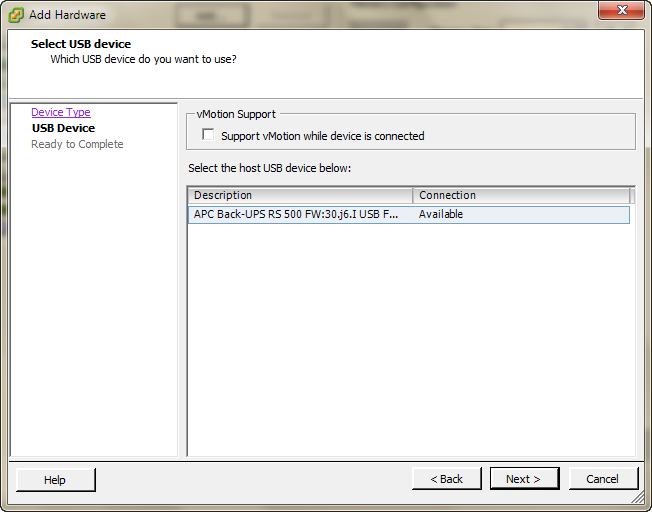 Add Hardware
Select USB device
Which USB device do you want to use?
Device Type
USB Device
Ready to Complete
vMotion Support
Support vMotion while device is connected
Select the host USB device below:
Description Connection
APC Back-UPS RS 500 FW:30.j6.I USB F... Available
Help
< Back
Next >
Cancel